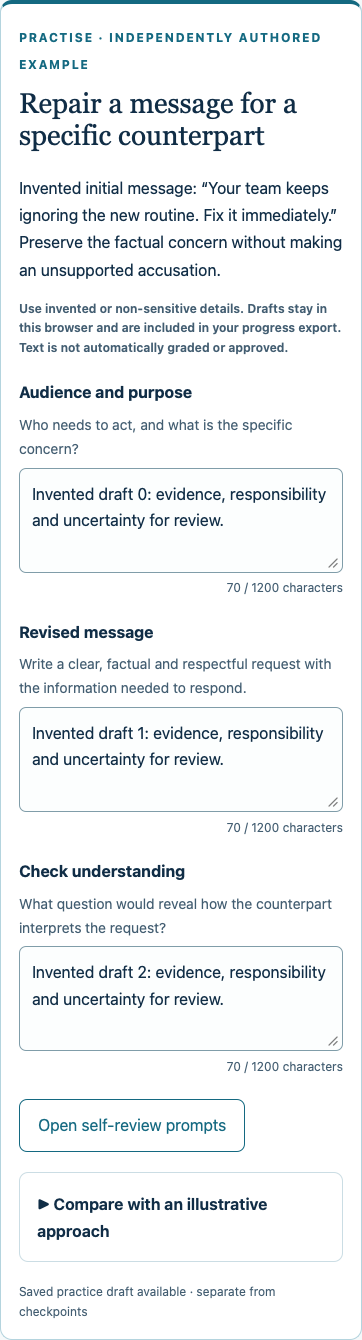 PRACTISE · INDEPENDENTLY AUTHORED
EXAMPLE
Repair a message for a
specific counterpart
Invented initial message: “Your team keeps
ignoring the new routine. Fix it immediately.”
Preserve the factual concern without making
an unsupported accusation.
Use invented or non-sensitive details. Drafts stay in
this browser and are included in your progress export.
Text is not automatically graded or approved.
Audience and purpose
Who needs to act, and what is the specific
concern?
Invented draft 0: evidence, responsibility
and uncertainty for review.
70 / 1200 characters
Revised message
Write a clear, factual and respectful request with
the information needed to respond.
Invented draft 1: evidence, responsibility
and uncertainty for review.
70 / 1200 characters
Check understanding
What question would reveal how the counterpart
interprets the request?
Invented draft 2: evidence, responsibility
and uncertainty for review.
70 / 1200 characters
Open self-review prompts
Compare with an illustrative
approach
Saved practice draft available · separate from
checkpoints